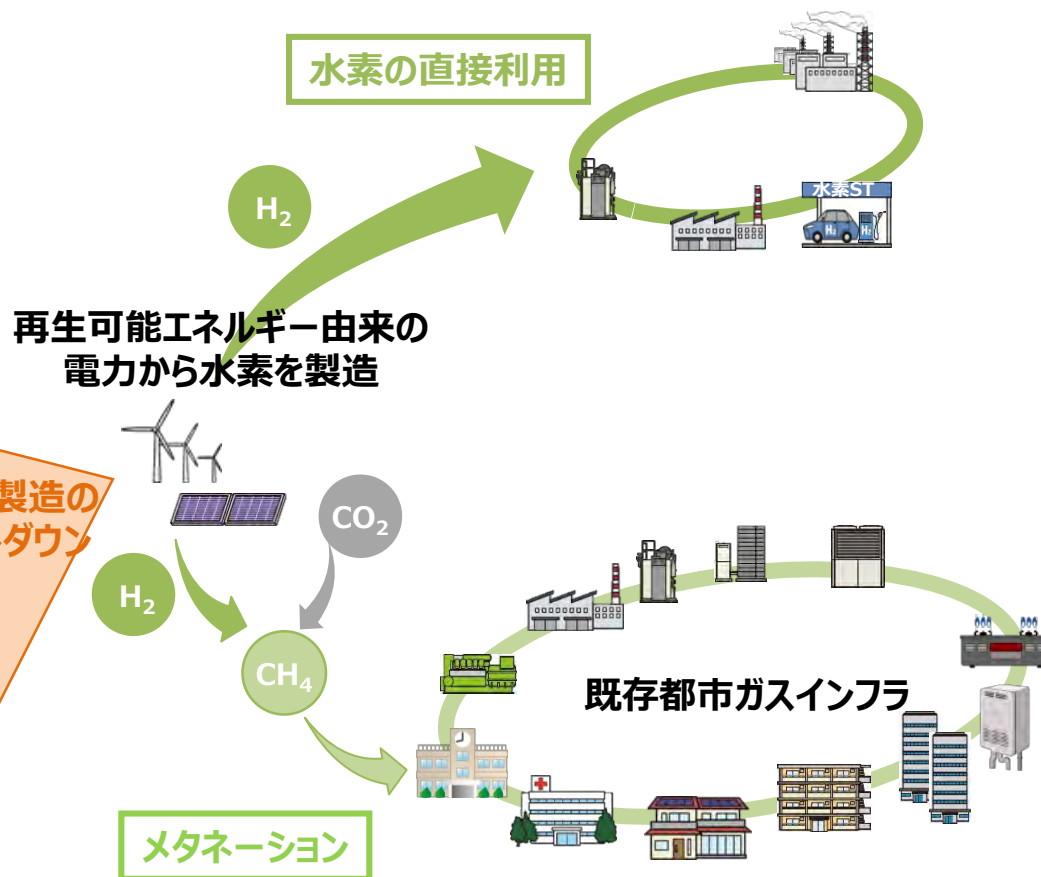 水素の直接利用
H₂
水素ST
H₂
H₂
再生可能エネルギー由来の
電力から水素を製造
製造の
ダウン
CO₂
H₂
CH₄
既存都市ガスインフラ
メタネーション